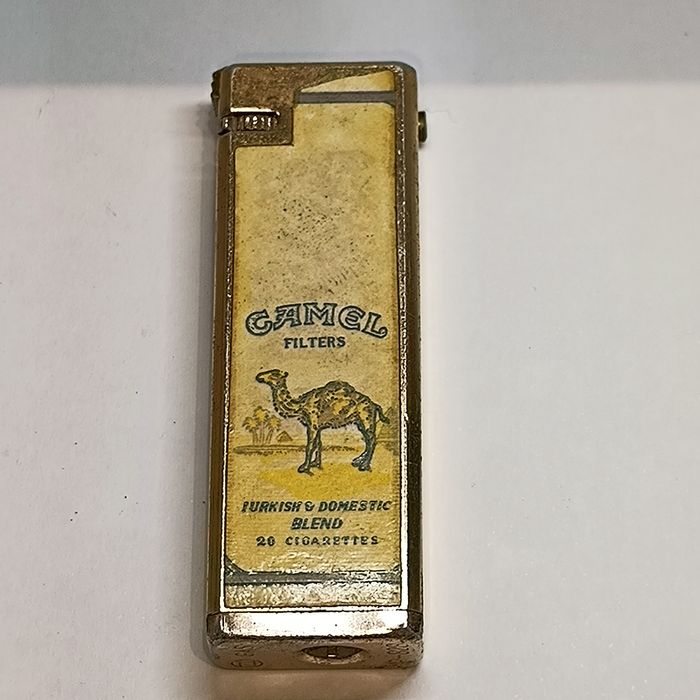 CAMEL
FILTERS
TURKISH & DOMESTIC
BLEND
20 CIGARETTES